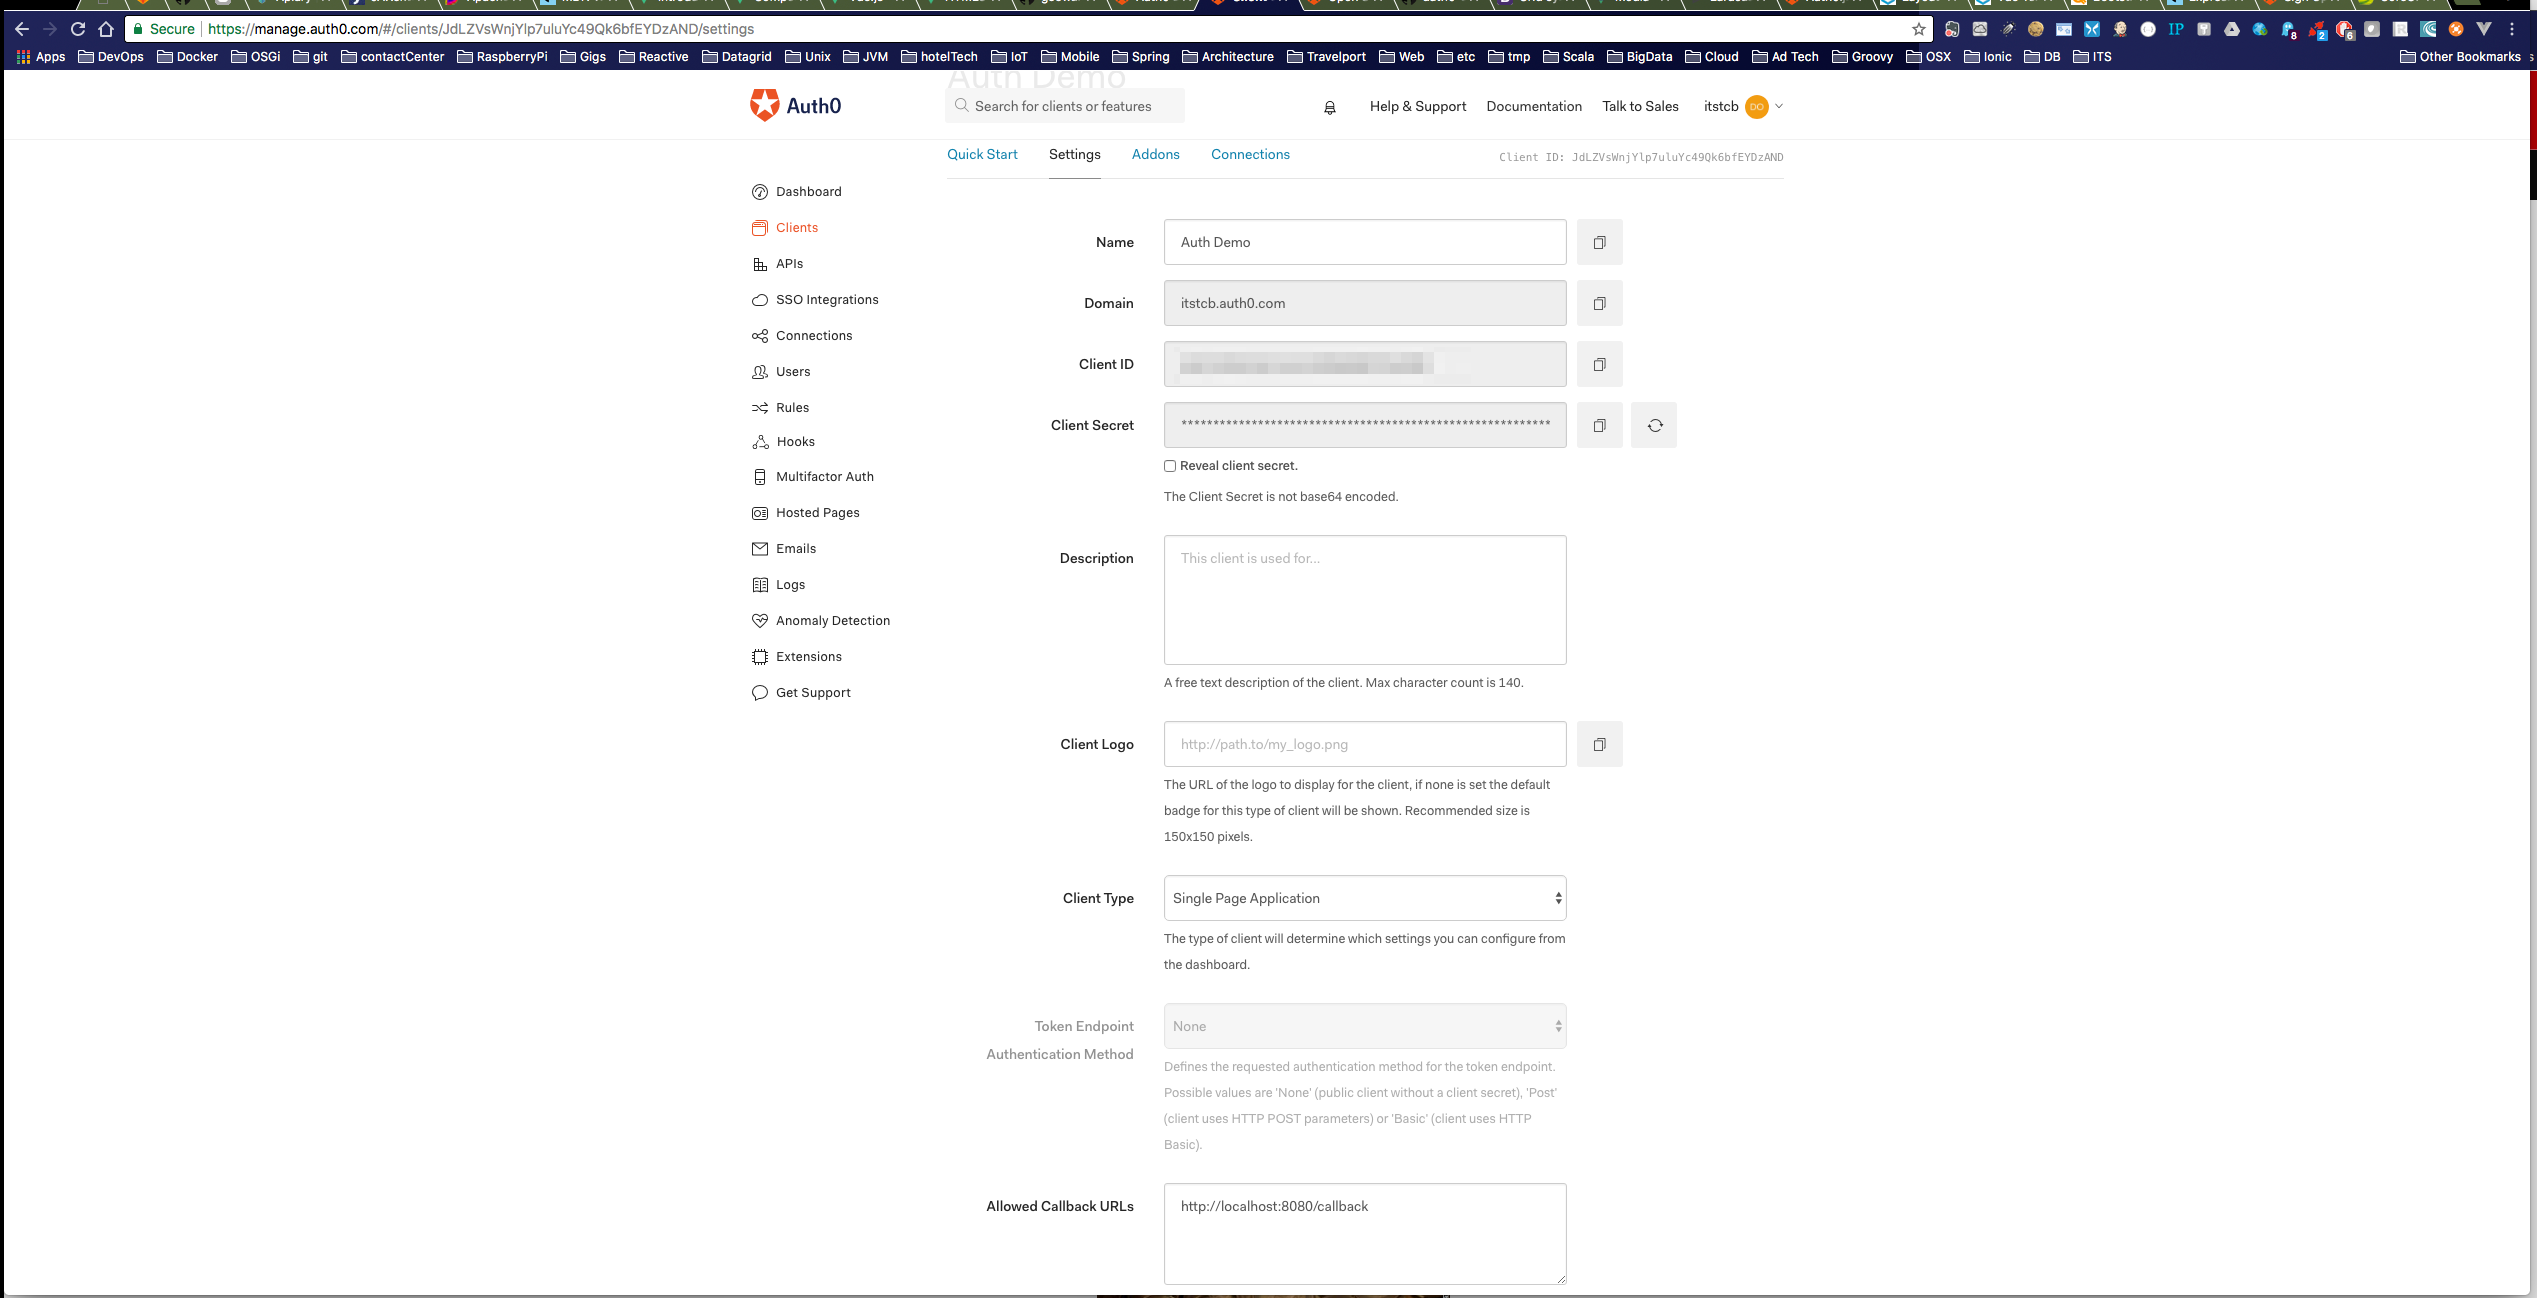 Secure https://manage.auth0.com/#/clients/JdLZVsWnjYlp7uluYc49Qk6bfEYDzAND/settings
Apps DevOps Docker OSGi git contactCenter RaspberryPi Gigs Reactive Datagrid Unix JVM hotelTech IoT Mobile Spring Architecture Travelport Web etc tmp Scala BigData Cloud Ad Tech Groovy OSX Ionic DB ITS Other Bookmarks
Auth Demo
Auth0
Search for clients or features
Help & Support Documentation Talk to Sales itstcb DO
Quick Start Settings Addons Connections
Client ID: JdLZVsWnjYlp7uluYc49Qk6bfEYDzAND
Dashboard
Clients
APIs
SSO Integrations
Connections
Users
Rules
Hooks
Multifactor Auth
Hosted Pages
Emails
Logs
Anomaly Detection
Extensions
Get Support
Name
Auth Demo
Domain
itstcb.auth0.com
Client ID
Client Secret
Reveal client secret.
The Client Secret is not base64 encoded.
Description
This client is used for...
A free text description of the client. Max character count is 140.
Client Logo
http://path.to/my_logo.png
The URL of the logo to display for the client, if none is set the default
badge for this type of client will be shown. Recommended size is
150x150 pixels.
Client Type
Single Page Application
The type of client will determine which settings you can configure from
the dashboard.
Token Endpoint
Authentication Method
None
Defines the requested authentication method for the token endpoint.
Possible values are 'None' (public client without a client secret), 'Post'
(client uses HTTP POST parameters) or 'Basic' (client uses HTTP
Basic).
Allowed Callback URLs
http://localhost:8080/callback